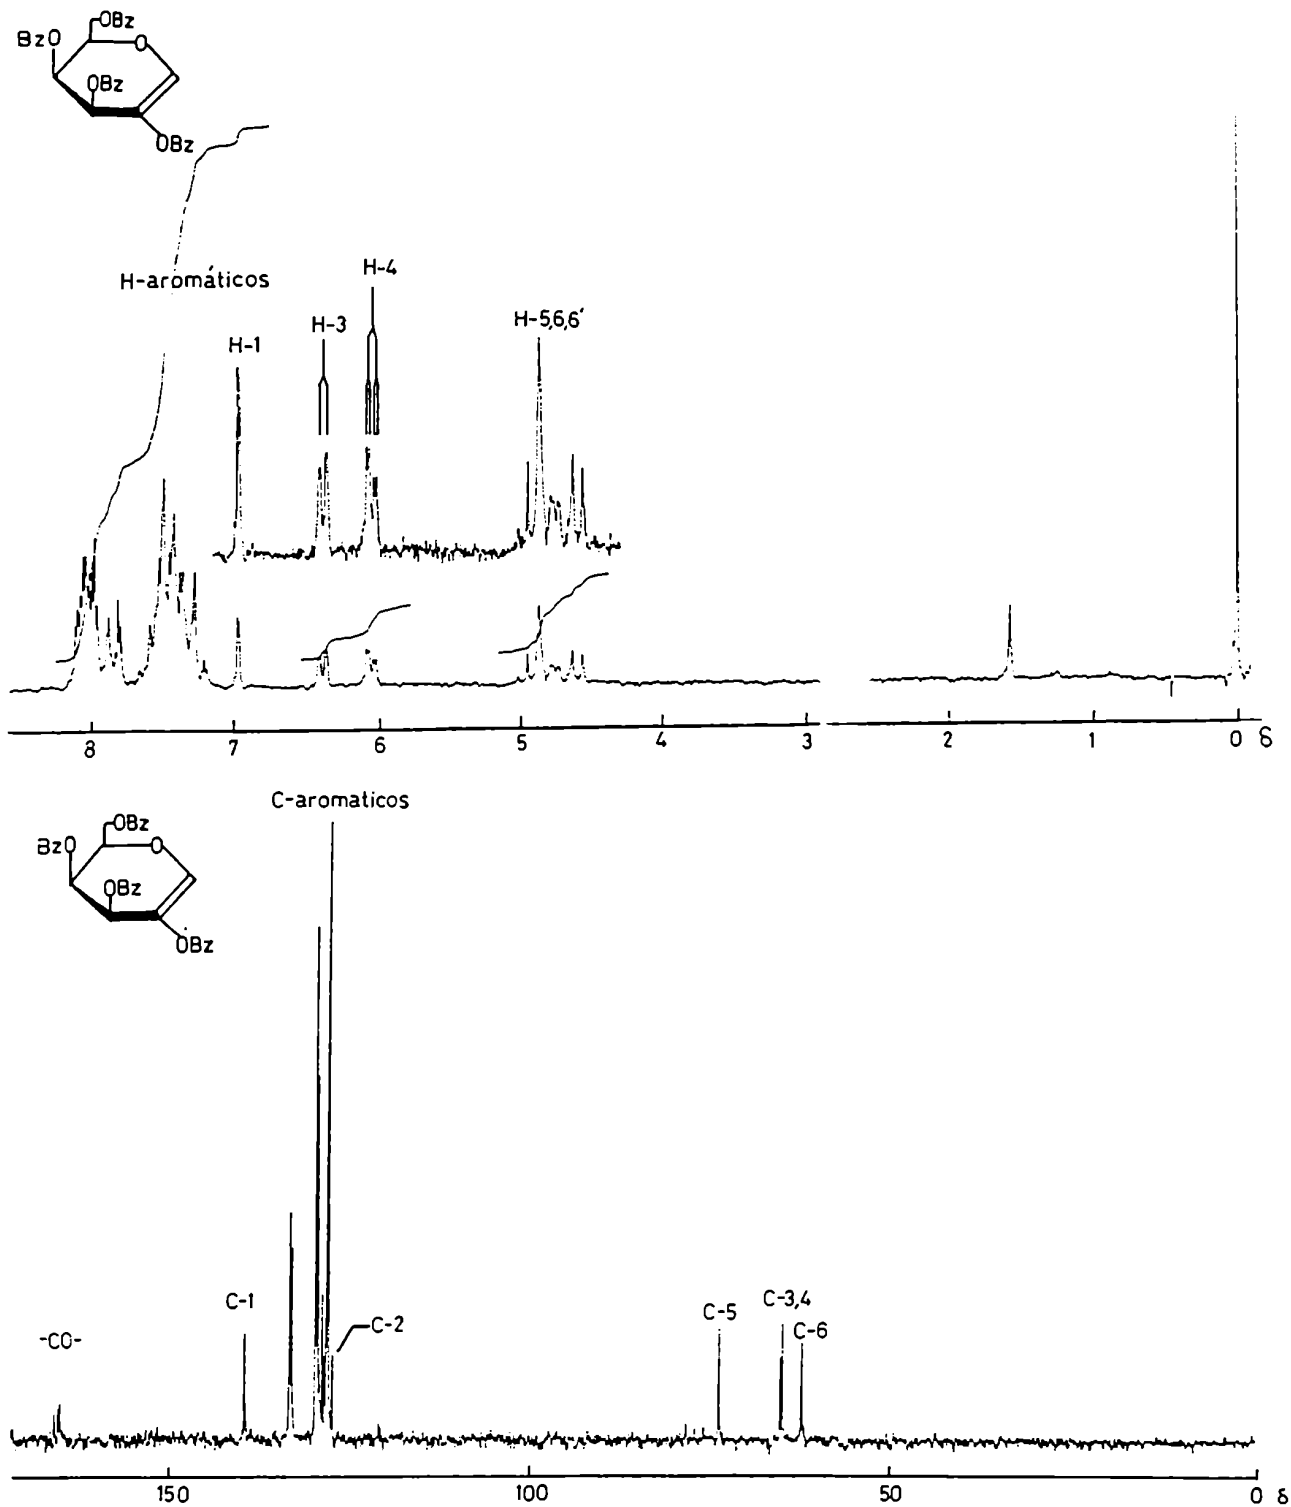 OBz
BzO
O
OBz
OBz
H-aromáticos
H-1
H-3
H-4
H-5,6,6'
8 7 6 5 4 3 2 1 0 δ
C-aromaticos
OBz
BzO
O
OBz
OBz
-CO-
C-1
C-2
C-5
C-3,4
C-6
150 100 50 0 δ